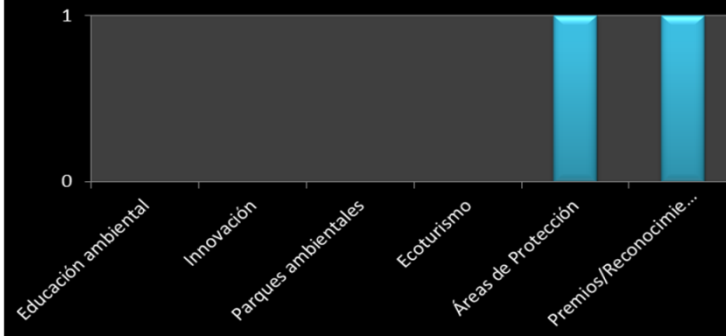 1
0
Educación ambiental
Innovación
Parques ambientales
Ecoturismo
Áreas de Protección
Premios/Reconocimie...